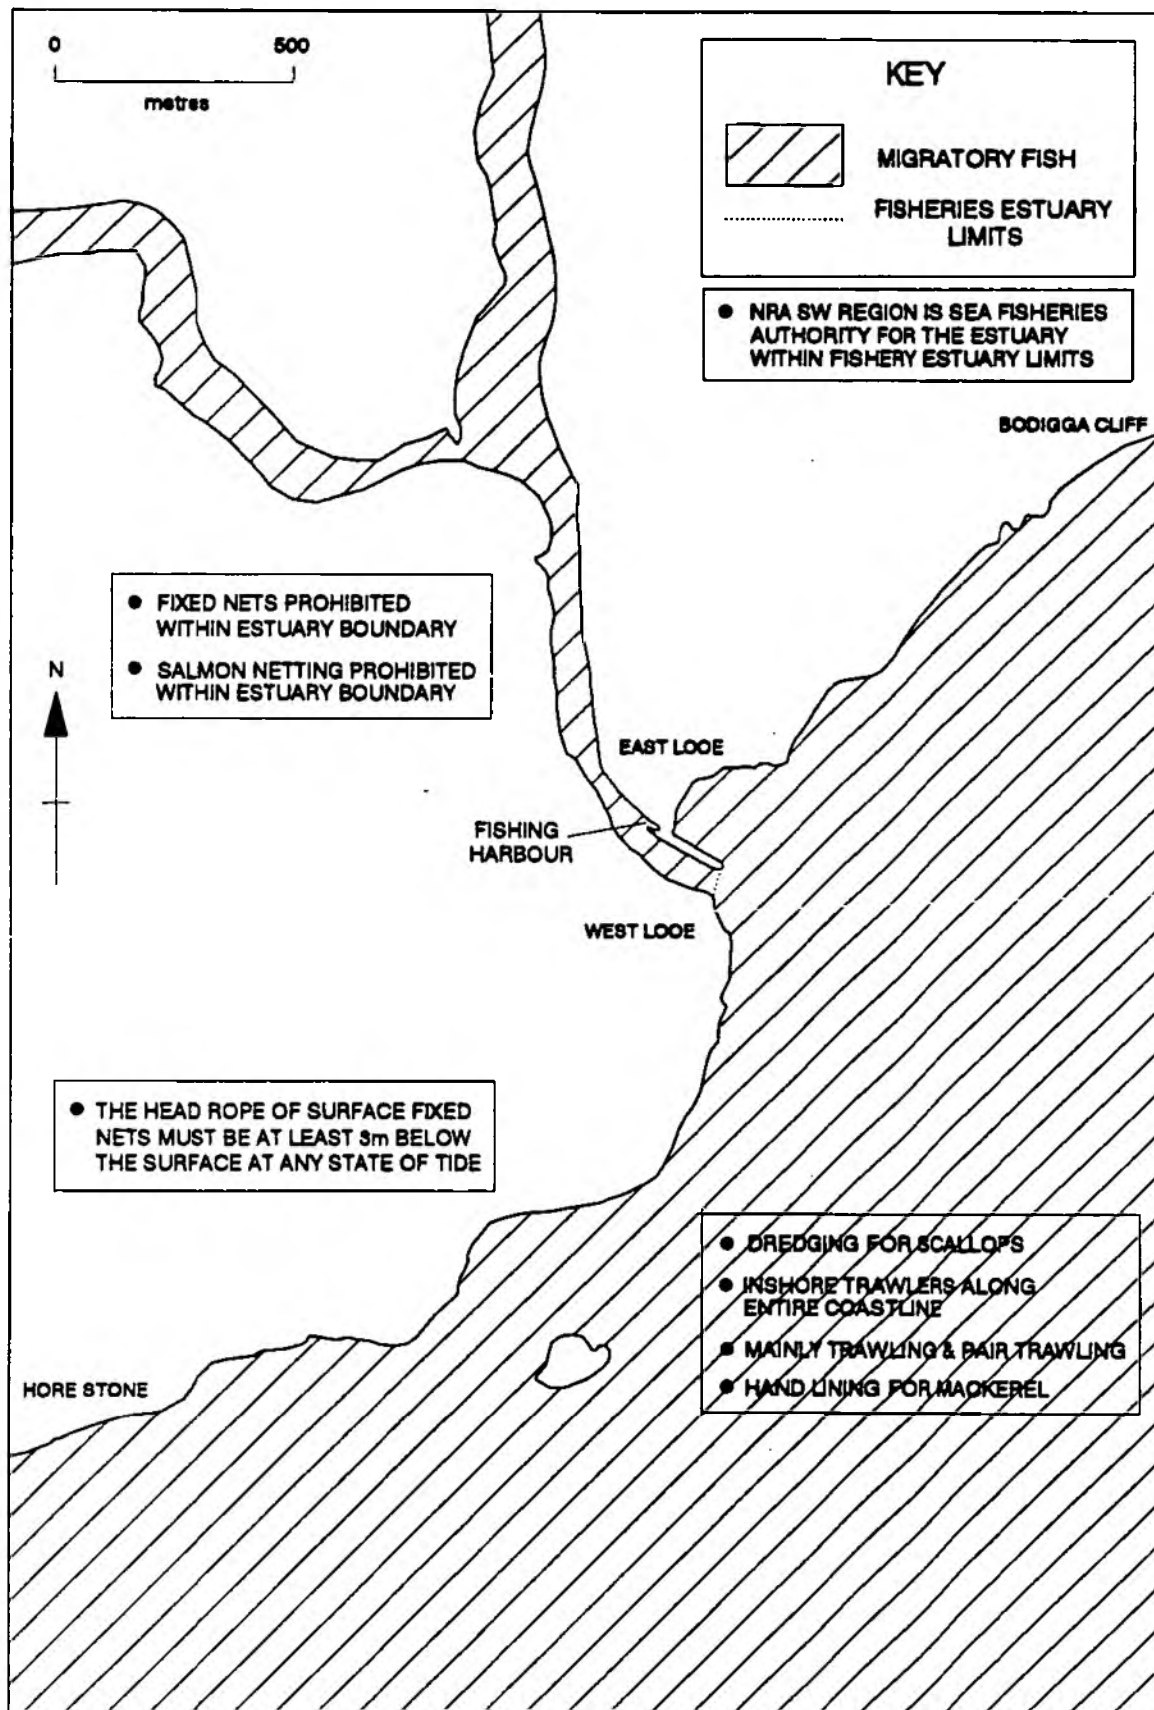 0 500
metres
KEY
MIGRATORY FISH
FISHERIES ESTUARY
LIMITS
● NRA SW REGION IS SEA FISHERIES
AUTHORITY FOR THE ESTUARY
WITHIN FISHERY ESTUARY LIMITS
BODIGGA CLIFF
● FIXED NETS PROHIBITED
WITHIN ESTUARY BOUNDARY
● SALMON NETTING PROHIBITED
WITHIN ESTUARY BOUNDARY
N
EAST LOOE
FISHING
HARBOUR
WEST LOOE
● THE HEAD ROPE OF SURFACE FIXED
NETS MUST BE AT LEAST 3m BELOW
THE SURFACE AT ANY STATE OF TIDE
● DREDGING FOR SCALLOPS
● INSHORE TRAWLERS ALONG
ENTIRE COASTLINE
● MAINLY TRAWLING & PAIR TRAWLING
● HAND LINING FOR MACKEREL
HORE STONE